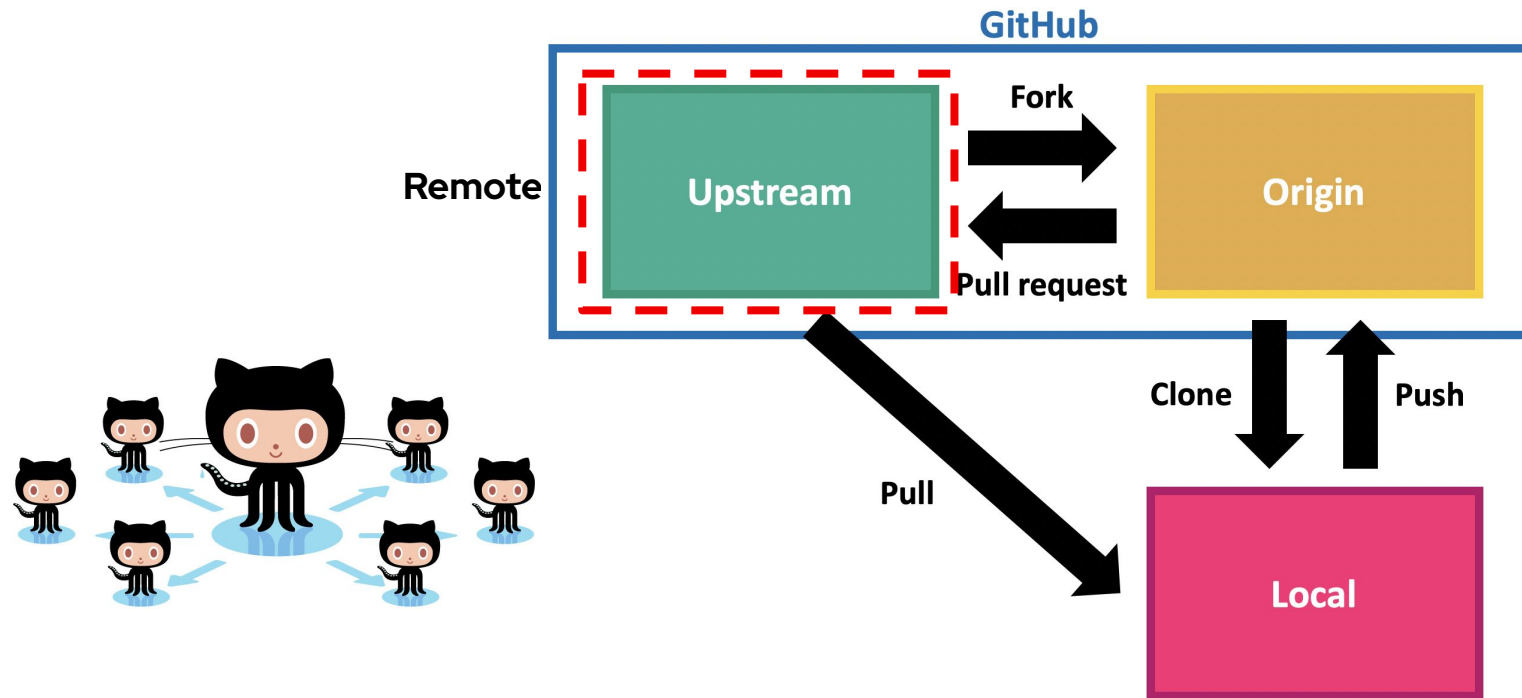 GitHub
Remote
Upstream
Fork
Pull request
Origin
Clone
Push
Pull
Local